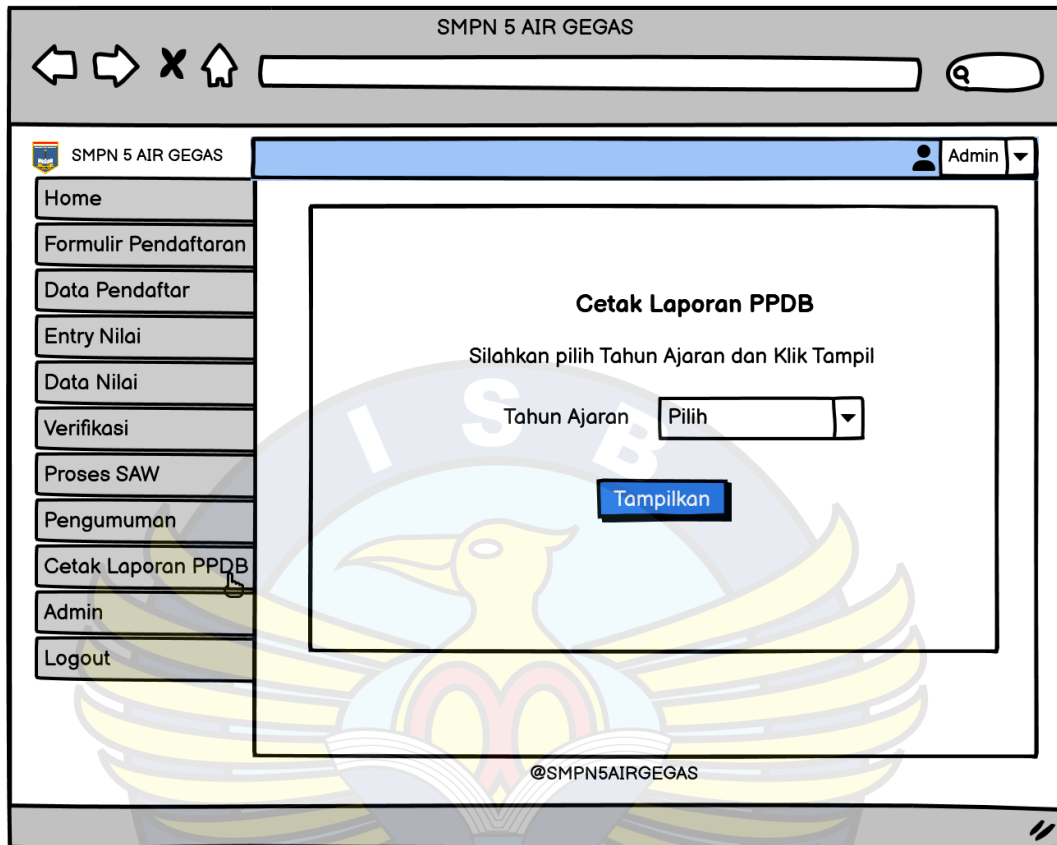 SMPN 5 AIR GEGAS
SMPN 5 AIR GEGAS
Admin
Home
Formulir Pendaftaran
Data Pendaftar
Entry Nilai
Data Nilai
Verifikasi
Proses SAW
Pengumuman
Cetak Laporan PPDB
Admin
Logout
Cetak Laporan PPDB
Silahkan pilih Tahun Ajaran dan Klik Tampil
Tahun Ajaran Pilih
Tampilkan
I S B
@SMPN5AIRGEGAS